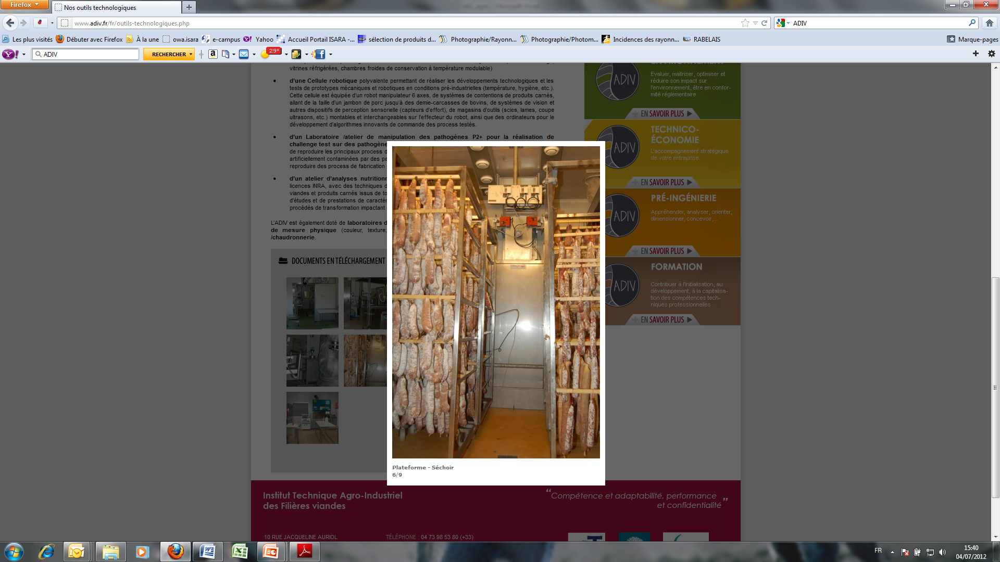 Firefox
Nos outils technologiques
www.adiv.fr/fr/outils-technologiques.php
ADIV
Les plus visités
Débuter avec Firefox
À la une
owa.isara
e-campus
Yahoo
Accueil Portail ISARA -...
sélection de produits d...
Photographie/Rayonn...
Photographie/Photom...
Incidences des rayonn...
RABELAIS
Marque-pages
ADIV
RECHERCHER
29°
vitrines réfrigérées, chambres froides de conservation à température modulable)
d'une Cellule robotique polyvalente permettant de réaliser les développements technologiques et les
tests de prototypes mécaniques et robotiques en conditions pré-industrielles (température, hygiène, etc.).
Cette cellule est équipée d'un robot manipulateur 6 axes, de systèmes de contentions de produits carnés,
allant de la taille d'un jambon de porc jusqu'à des demie-carcasses de bovins, de systèmes de vision et
autres dispositifs de perception sensorielle (capteurs d'effort), de magasins d'outils (scies, lames, coupe
ultrasons, etc.) montables et interchangeables sur l'effecteur du robot, ainsi que des ordinateurs pour le
développement d'algorithmes innovants de commande des process testés.
d'un Laboratoire /atelier de manipulation des pathogènes P2+ pour la réalisation de
challenge test sur des pathogène
de reproduire les principaux process d
artificiellement contaminées par des pa
reproduire des process de fabrication
d'un atelier d'analyses nutritionn
licences INRA, avec des techniques d
viandes et produits carnés issus de to
d'études et de prestations de caracté
procédés de transformation impactant
L'ADIV est également doté de laboratoires d
de mesure physique (couleur, texture,
/chaudronnerie.
DOCUMENTS EN TÉLÉCHARGEMENT
Plateforme - Séchoir
6/9
ENVIRONNEMENT
ADIV
Evaluer, maitriser, optimiser et
réduire son impact sur
l'environnement, être en confor-
mité réglementaire
+ EN SAVOIR PLUS
TECHNICO-
ÉCONOMIE
ADIV
L'accompagnement stratégique
de votre entreprise
+ EN SAVOIR PLUS
PRÉ-INGÉNIERIE
ADIV
Appréhender, analyser, orienter,
dimensionner, concevoir,...
+ EN SAVOIR PLUS
FORMATION
ADIV
Contribuer à l'initialisation, au
développement, à la capitalisa-
tion des compétences tech-
niques professionnelles
+ EN SAVOIR PLUS
Institut Technique Agro-Industriel
des Filières viandes
“Compétence et adaptabilité, performance
et confidentialité”
10 RUE JACQUELINE AURIOL
TÉLÉPHONE : 04 73 98 53 80 (+33)
FR
15:40
04/07/2012